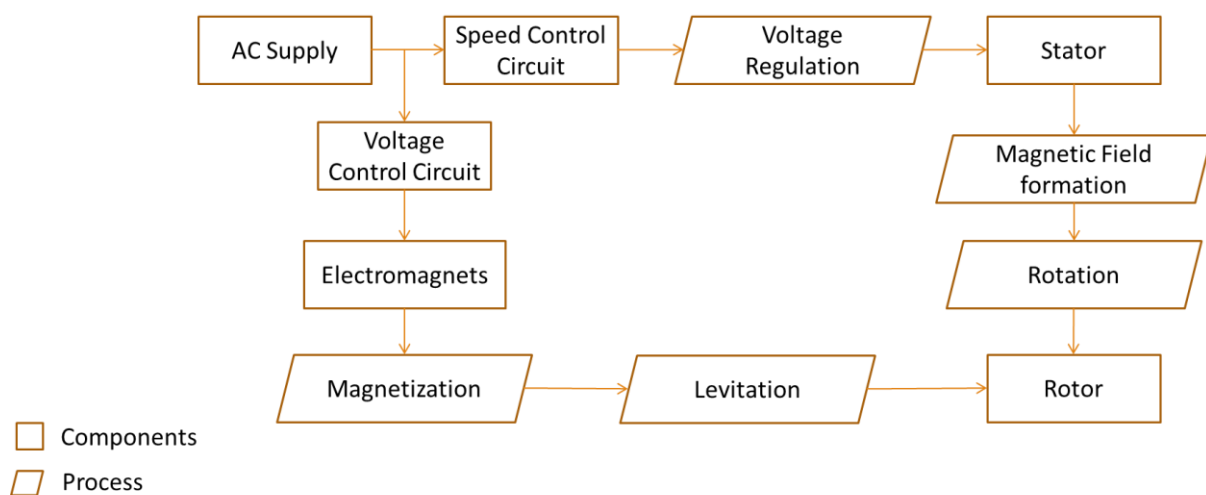 AC Supply
Speed Control
Circuit
Voltage
Regulation
Stator
Voltage
Control Circuit
Magnetic Field
formation
Electromagnets
Rotation
Magnetization
Levitation
Rotor
Components
Process